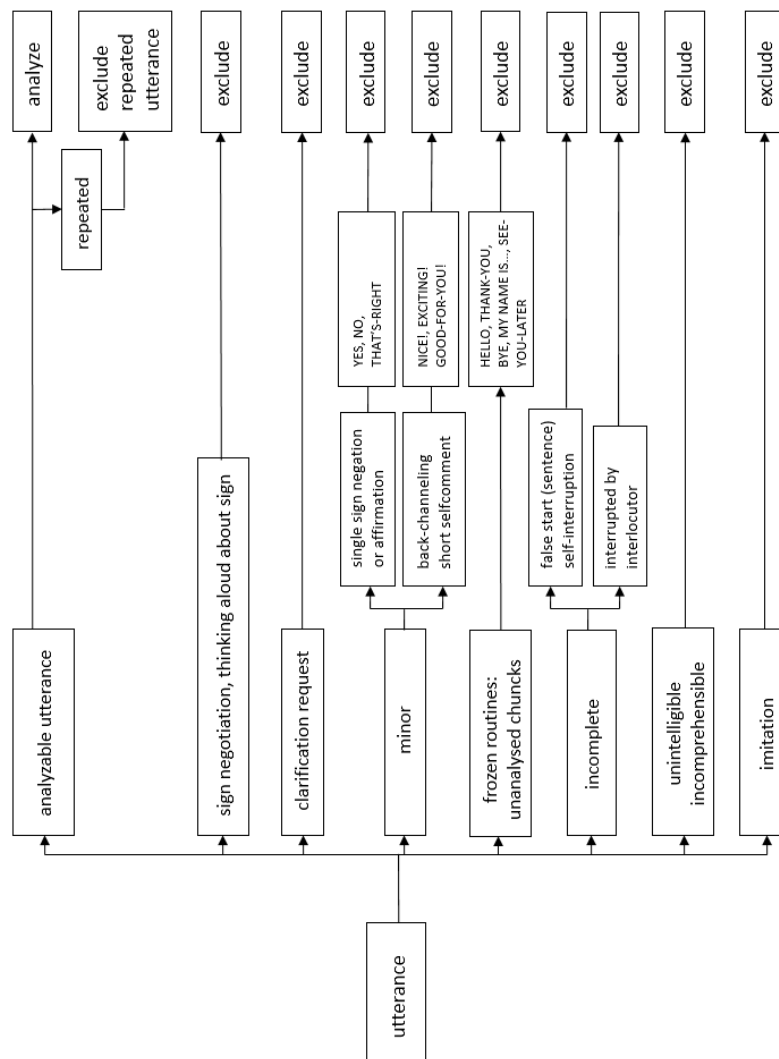 utterance
analyzable utterance
repeated
analyze
exclude
repeated
utterance
sign negotiation, thinking aloud about sign
exclude
clarification request
exclude
minor
single sign negation
or affirmation
YES, NO,
THAT'S-RIGHT
exclude
back-channeling
short selfcomment
NICE!, EXCITING!
GOOD-FOR-YOU!
exclude
frozen routines:
unanalysed chuncks
HELLO, THANK-YOU,
BYE, MY NAME IS..., SEE-
YOU-LATER
exclude
incomplete
false start (sentence)
self-interruption
exclude
interrupted by
interlocutor
exclude
unintelligible
incomprehensible
exclude
imitation
exclude